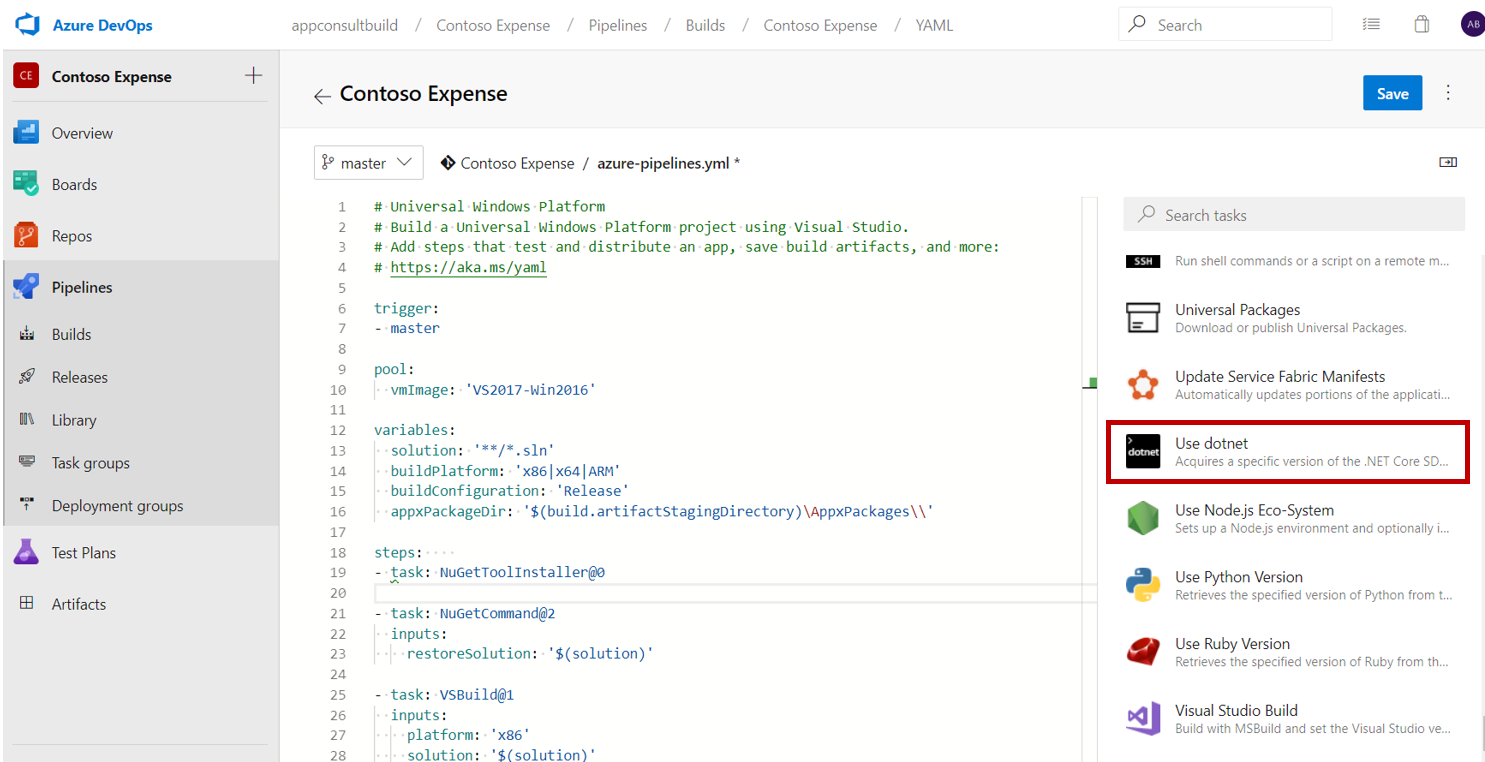 Azure DevOps
appconsultbuild / Contoso Expense / Pipelines / Builds / Contoso Expense / YAML
Search
AB
CE Contoso Expense
Overview
Boards
Repos
Pipelines
Builds
Releases
Library
Task groups
Deployment groups
Test Plans
Artifacts
Contoso Expense
Save
master
Contoso Expense / azure-pipelines.yml *
1 # Universal Windows Platform
2 # Build a Universal Windows Platform project using Visual Studio.
3 # Add steps that test and distribute an app, save build artifacts, and more:
4 # https://aka.ms/yaml
5
6 trigger:
7 - master
8
9 pool:
10   vmImage: 'VS2017-Win2016'
11
12 variables:
13   solution: '**/*.sln'
14   buildPlatform: 'x86|x64|ARM'
15   buildConfiguration: 'Release'
16   appxPackageDir: '$(build.artifactStagingDirectory)\AppxPackages\\'
17
18 steps:
19 - task: NuGetToolInstaller@0
20
21 - task: NuGetCommand@2
22   inputs:
23     restoreSolution: '$(solution)'
24
25 - task: VSBuild@1
26   inputs:
27     platform: 'x86'
28     solution: '$(solution)'
Search tasks
SSH
Run shell commands or a script on a remote m...
Universal Packages
Download or publish Universal Packages.
Update Service Fabric Manifests
Automatically updates portions of the applicati...
dotnet
Use dotnet
Acquires a specific version of the .NET Core SD...
Use Node.js Eco-System
Sets up a Node.js environment and optionally i...
Use Python Version
Retrieves the specified version of Python from t...
Use Ruby Version
Retrieves the specified version of Ruby from th...
Visual Studio Build
Build with MSBuild and set the Visual Studio ve...